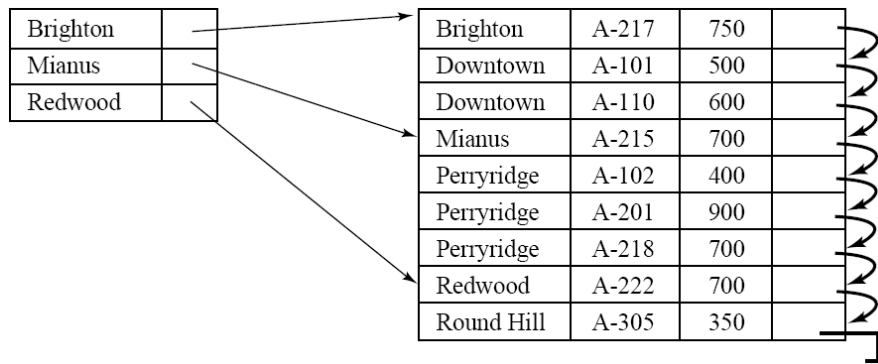 Brighton
Mianus
Redwood
Brighton A-217 750
Downtown A-101 500
Downtown A-110 600
Mianus A-215 700
Perryridge A-102 400
Perryridge A-201 900
Perryridge A-218 700
Redwood A-222 700
Round Hill A-305 350